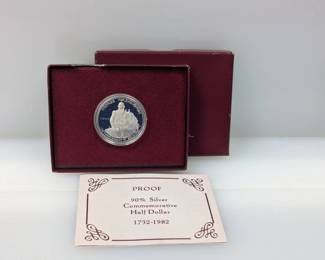 PROOF
90% Silver
Commemorative
Half Dollar
1732-1982